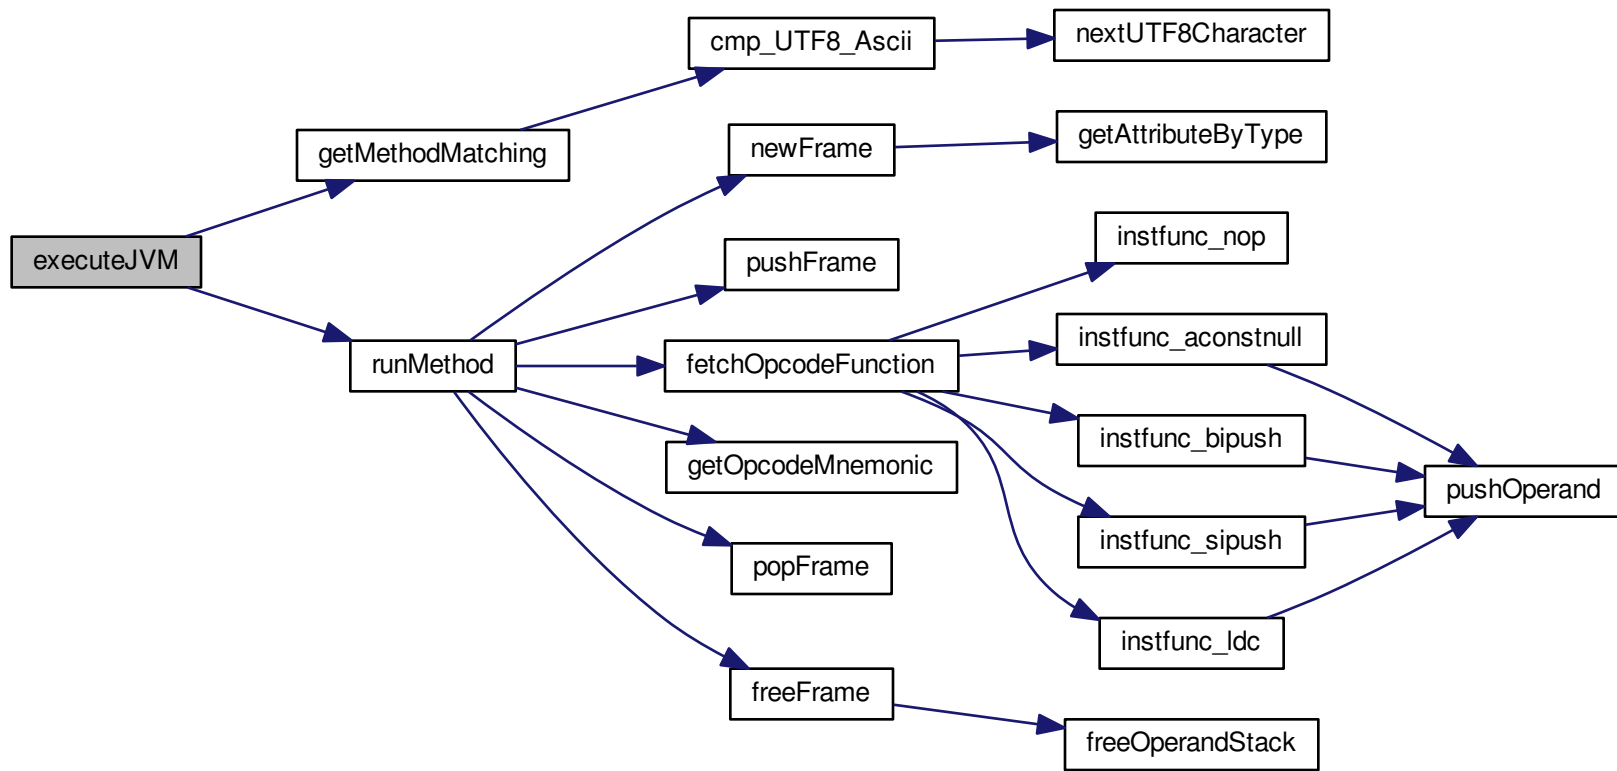 cmp_UTF8_Ascii
nextUTF8Character
getMethodMatching
newFrame
getAttributeByType
executeJVM
pushFrame
instfunc_nop
runMethod
fetchOpcodeFunction
instfunc_aconstnull
getOpcodeMnemonic
instfunc_bipush
pushOperand
popFrame
instfunc_sipush
instfunc_ldc
freeFrame
freeOperandStack